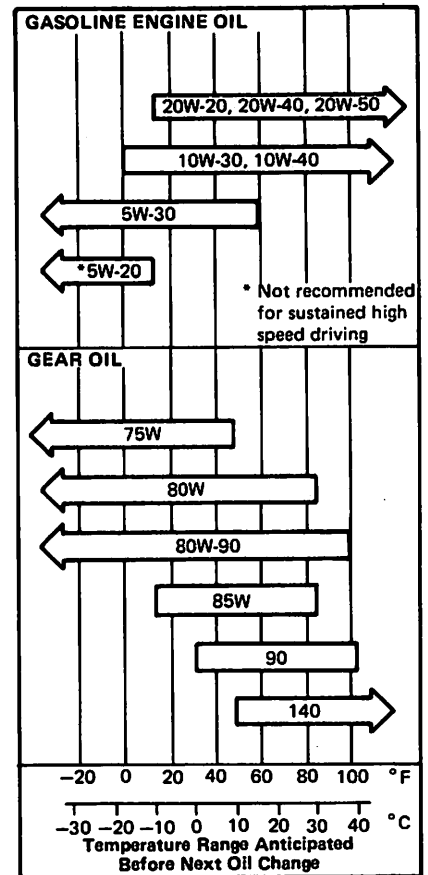 GASOLINE ENGINE OIL
20W-20, 20W-40, 20W-50
10W-30, 10W-40
5W-30
*5W-20
* Not recommended
for sustained high
speed driving
GEAR OIL
75W
80W
80W-90
85W
90
140
-20 0 20 40 60 80 100 °F
-30 -20 -10 0 10 20 30 40 °C
Temperature Range Anticipated
Before Next Oil Change